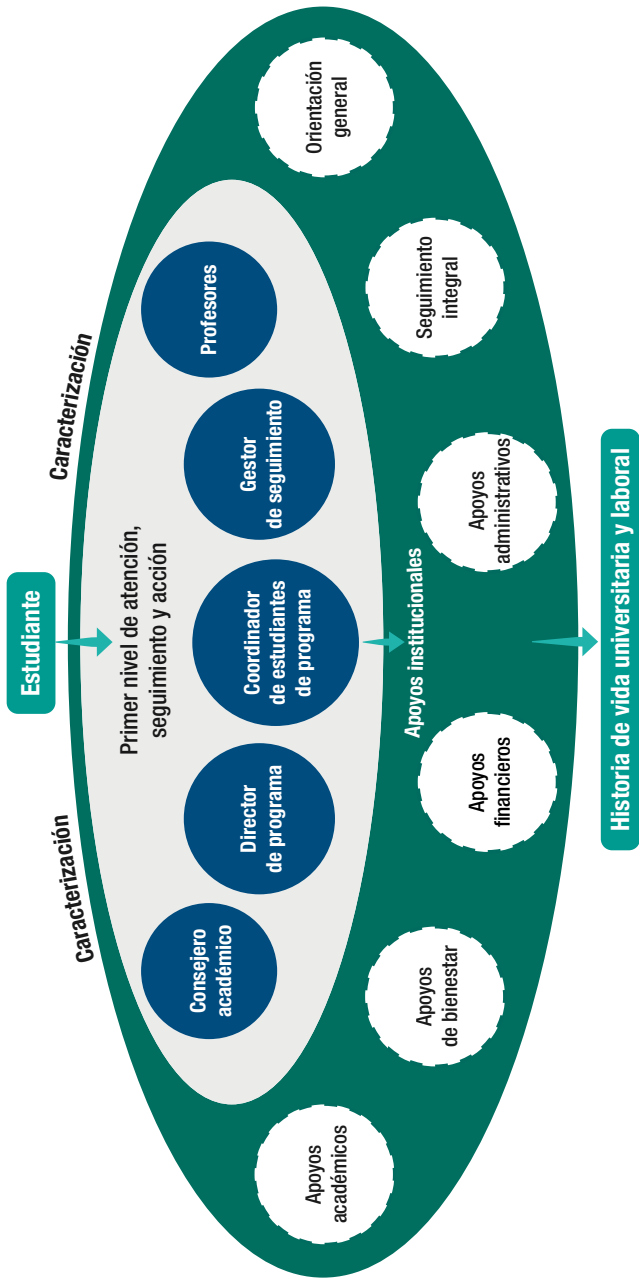 Estudiante
Caracterización
Caracterización
Primer nivel de atención,
seguimiento y acción
Consejero
académico
Director
de programa
Coordinador
de estudiantes
de programa
Gestor
de seguimiento
Profesores
Apoyos institucionales
Apoyos
académicos
Apoyos
de bienestar
Apoyos
financieros
Apoyos
administrativos
Seguimiento
integral
Orientación
general
Historia de vida universitaria y laboral